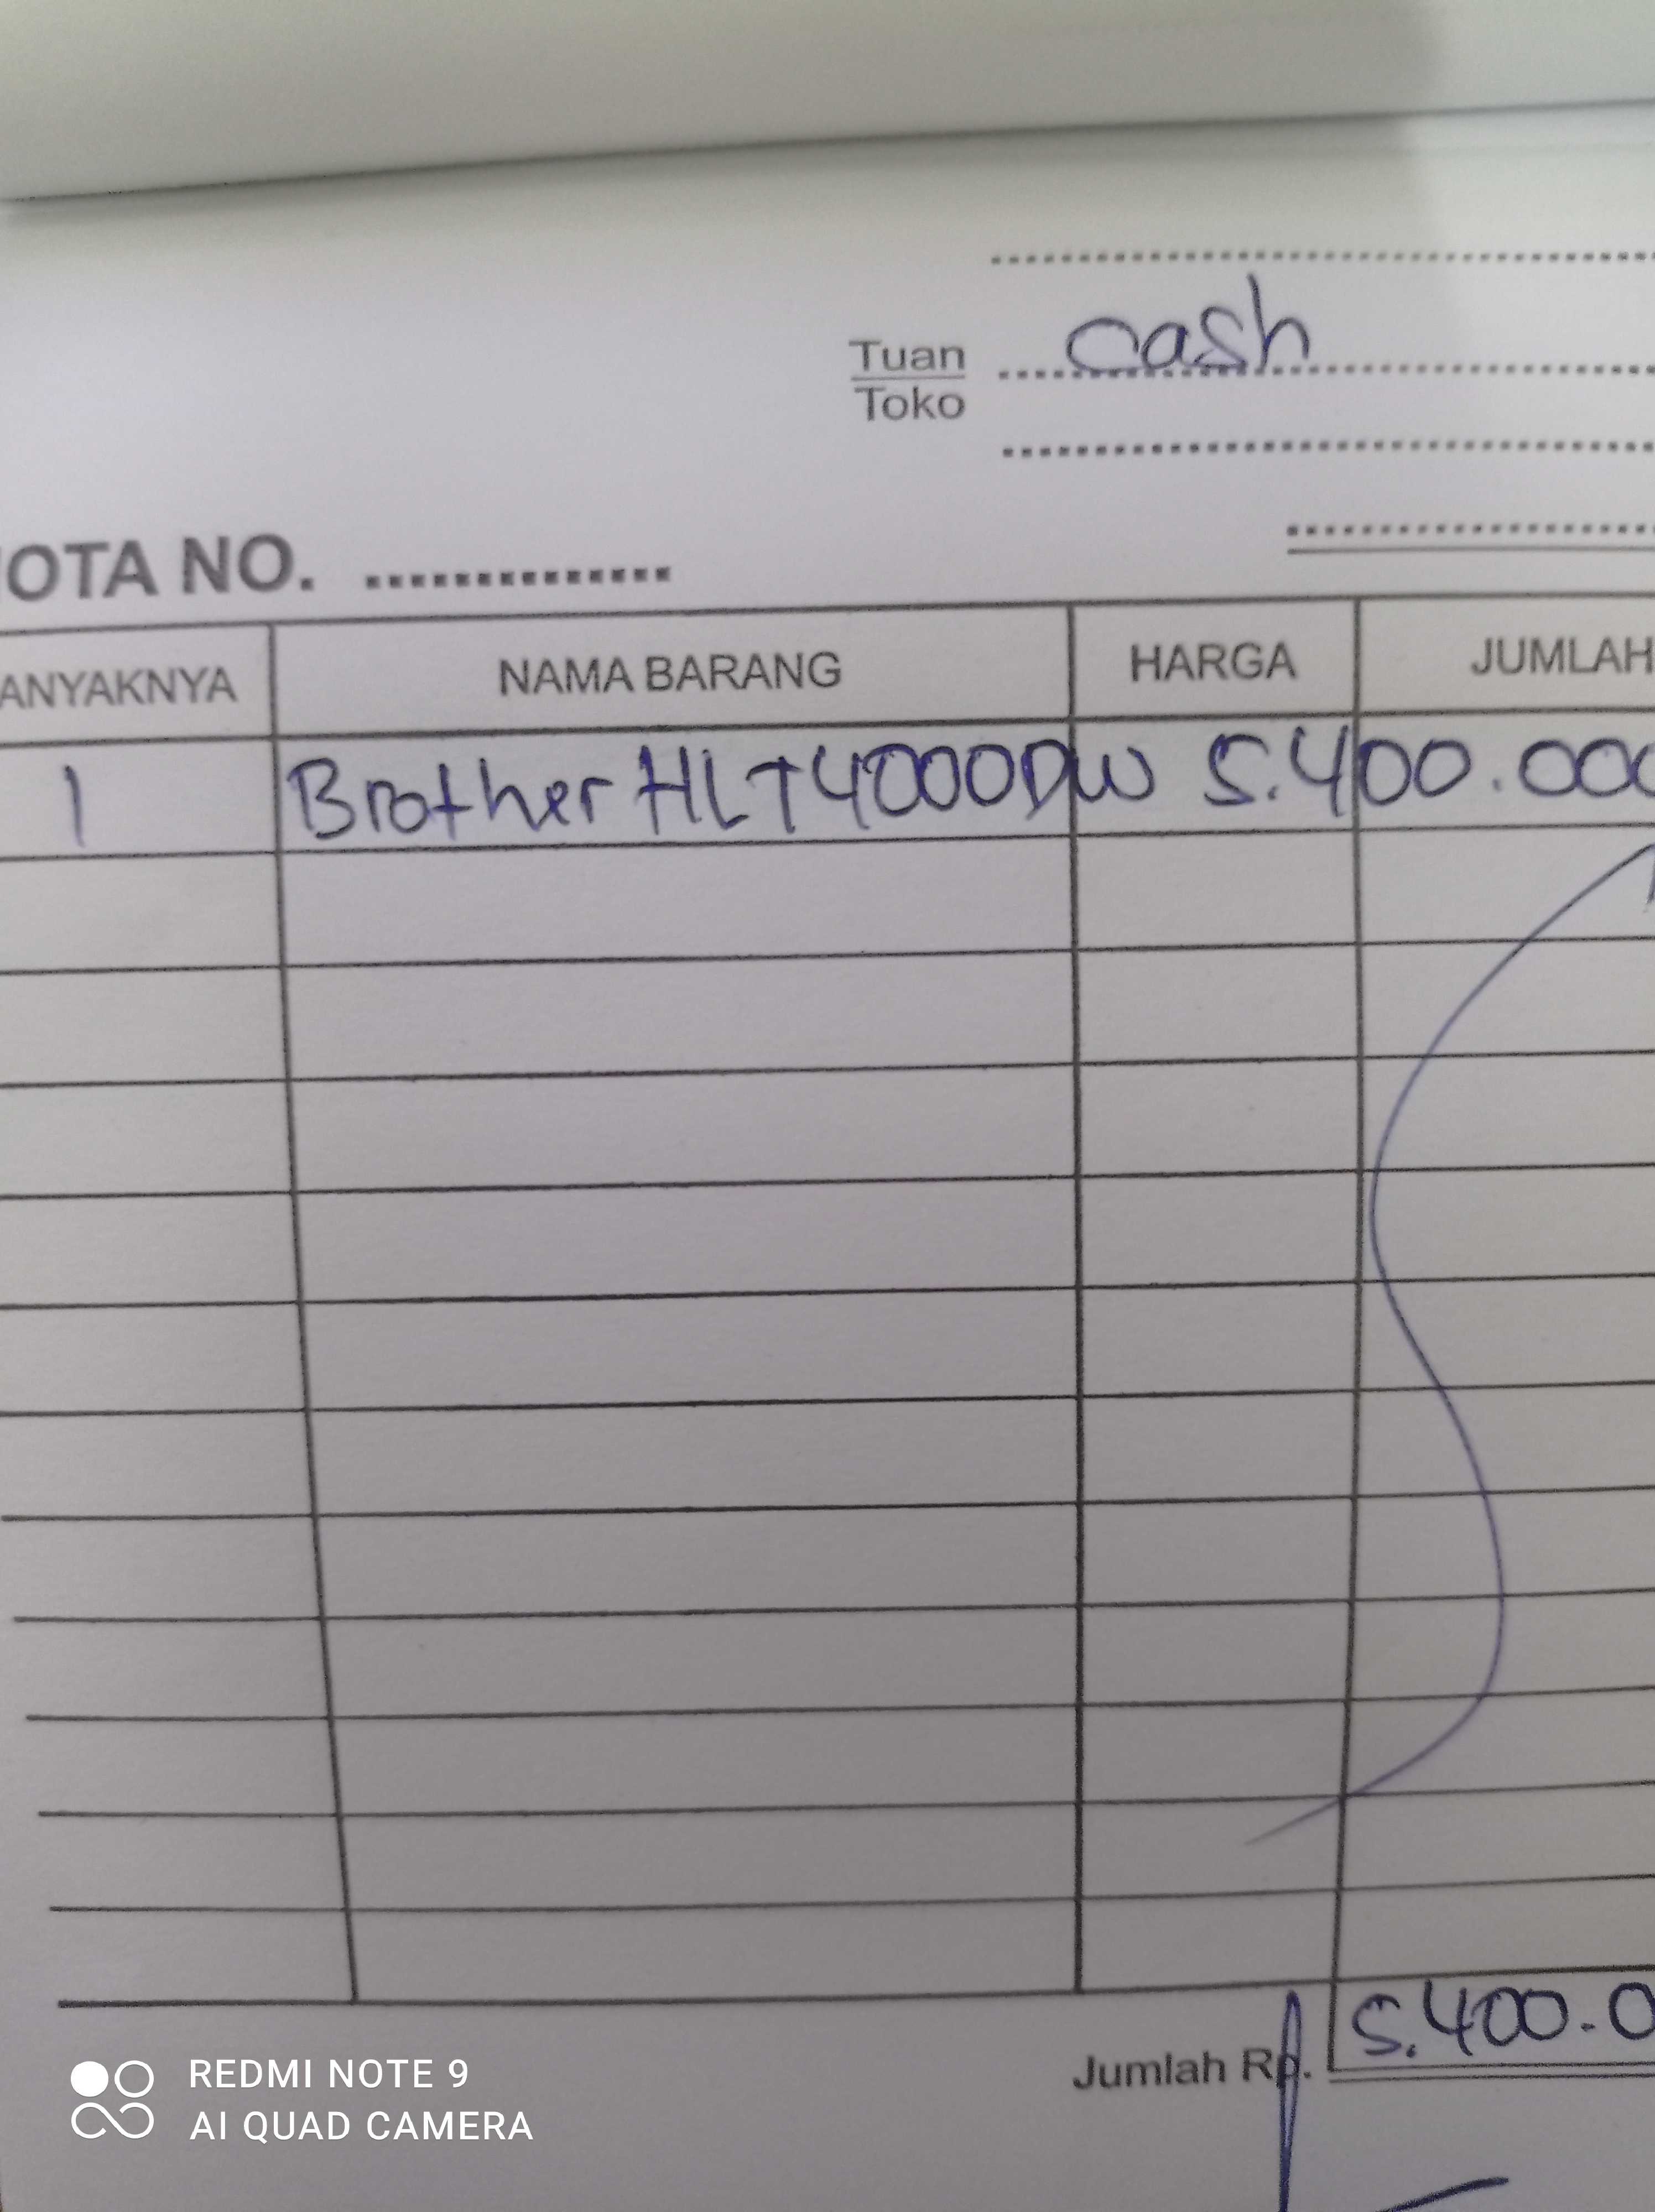 cash
Tuan
Toko
NOTA NO. ..............
ANYAKNYA NAMA BARANG HARGA JUMLAH
1 Brother HLT4000DW 5.400.000
Jumlah Rp. 5.400.0
REDMI NOTE 9
AI QUAD CAMERA